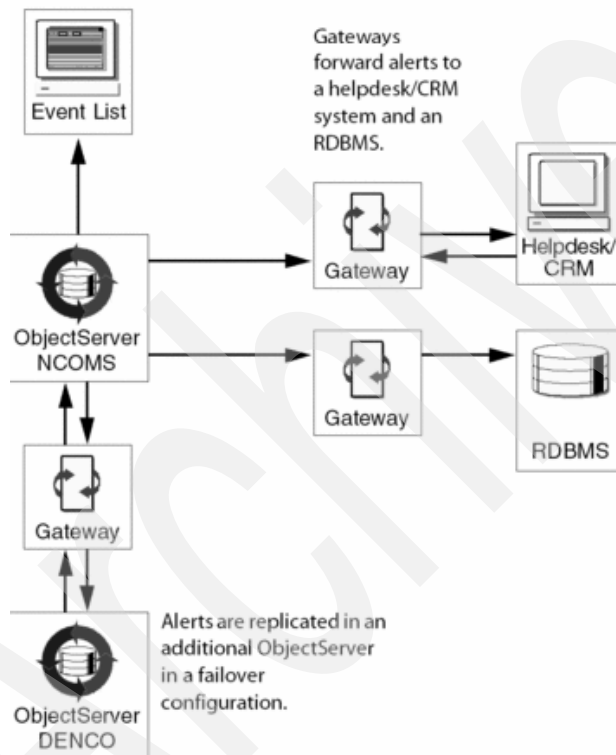 Event List
Gateways
forward alerts to
a helpdesk/CRM
system and an
RDBMS.
Gateway
Helpdesk/
CRM
ObjectServer
NCOMS
Gateway
RDBMS
Gateway
Alerts are replicated in an
additional ObjectServer
in a failover
configuration.
ObjectServer
DENCO